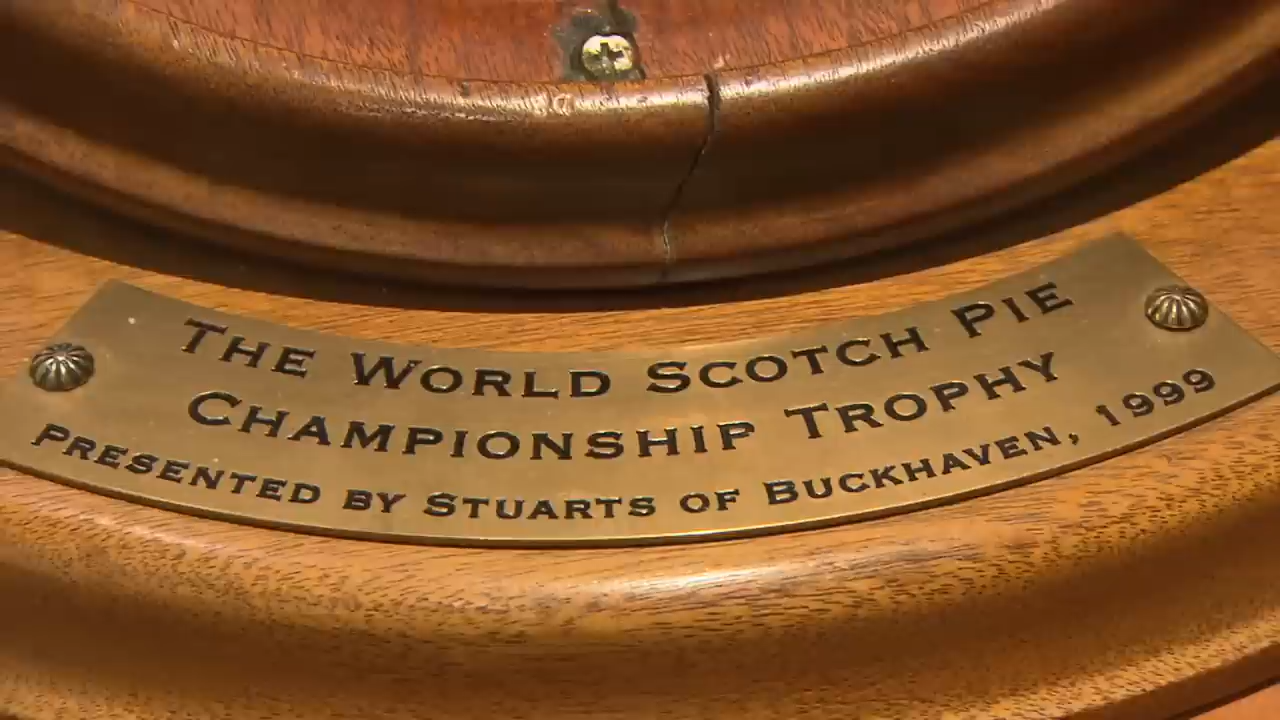 THE WORLD SCOTCH PIE
CHAMPIONSHIP TROPHY
PRESENTED BY STUARTS OF BUCKHAVEN, 1999